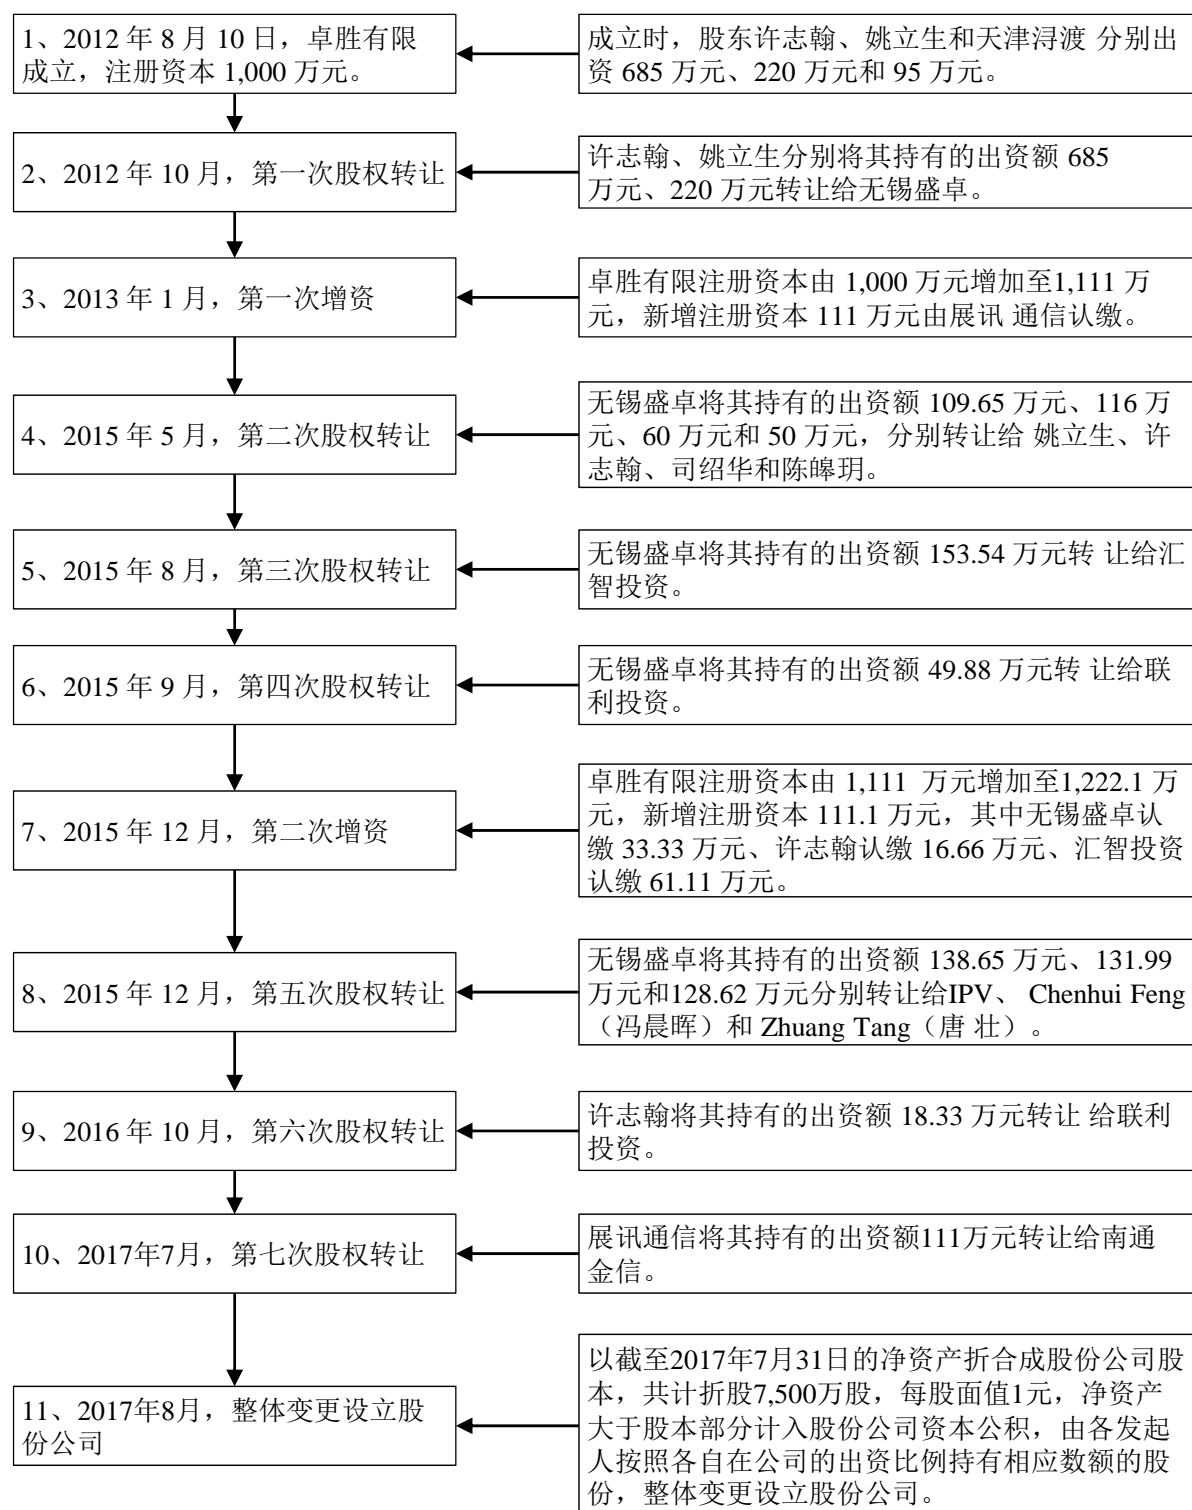 1、2012 年 8 月 10 日，卓胜有限
成立，注册资本 1,000 万元。
成立时，股东许志翰、姚立生和天津浔渡 分别出
资 685 万元、220 万元和 95 万元。
2、2012 年 10 月，第一次股权转让
许志翰、姚立生分别将其持有的出资额 685
万元、220 万元转让给无锡盛卓。
3、2013 年 1 月，第一次增资
卓胜有限注册资本由 1,000 万元增加至1,111 万
元，新增注册资本 111 万元由展讯 通信认缴。
4、2015 年 5 月，第二次股权转让
无锡盛卓将其持有的出资额 109.65 万元、116 万
元、60 万元和 50 万元，分别转让给 姚立生、许
志翰、司绍华和陈皞玥。
5、2015 年 8 月，第三次股权转让
无锡盛卓将其持有的出资额 153.54 万元转 让给汇
智投资。
6、2015 年 9 月，第四次股权转让
无锡盛卓将其持有的出资额 49.88 万元转 让给联
利投资。
7、2015 年 12 月，第二次增资
卓胜有限注册资本由 1,111 万元增加至1,222.1 万
元，新增注册资本 111.1 万元，其中无锡盛卓认
缴 33.33 万元、许志翰认缴 16.66 万元、汇智投资
认缴 61.11 万元。
8、2015 年 12 月，第五次股权转让
无锡盛卓将其持有的出资额 138.65 万元、131.99
万元和128.62 万元分别转让给IPV、 Chenhui Feng
（冯晨晖）和 Zhuang Tang（唐 壮）。
9、2016 年 10 月，第六次股权转让
许志翰将其持有的出资额 18.33 万元转让 给联利
投资。
10、2017年7月，第七次股权转让
展讯通信将其持有的出资额111万元转让给南通
金信。
11、2017年8月，整体变更设立股
份公司
以截至2017年7月31日的净资产折合成股份公司股
本，共计折股7,500万股，每股面值1元，净资产
大于股本部分计入股份公司资本公积，由各发起
人按照各自在公司的出资比例持有相应数额的股
份，整体变更设立股份公司。